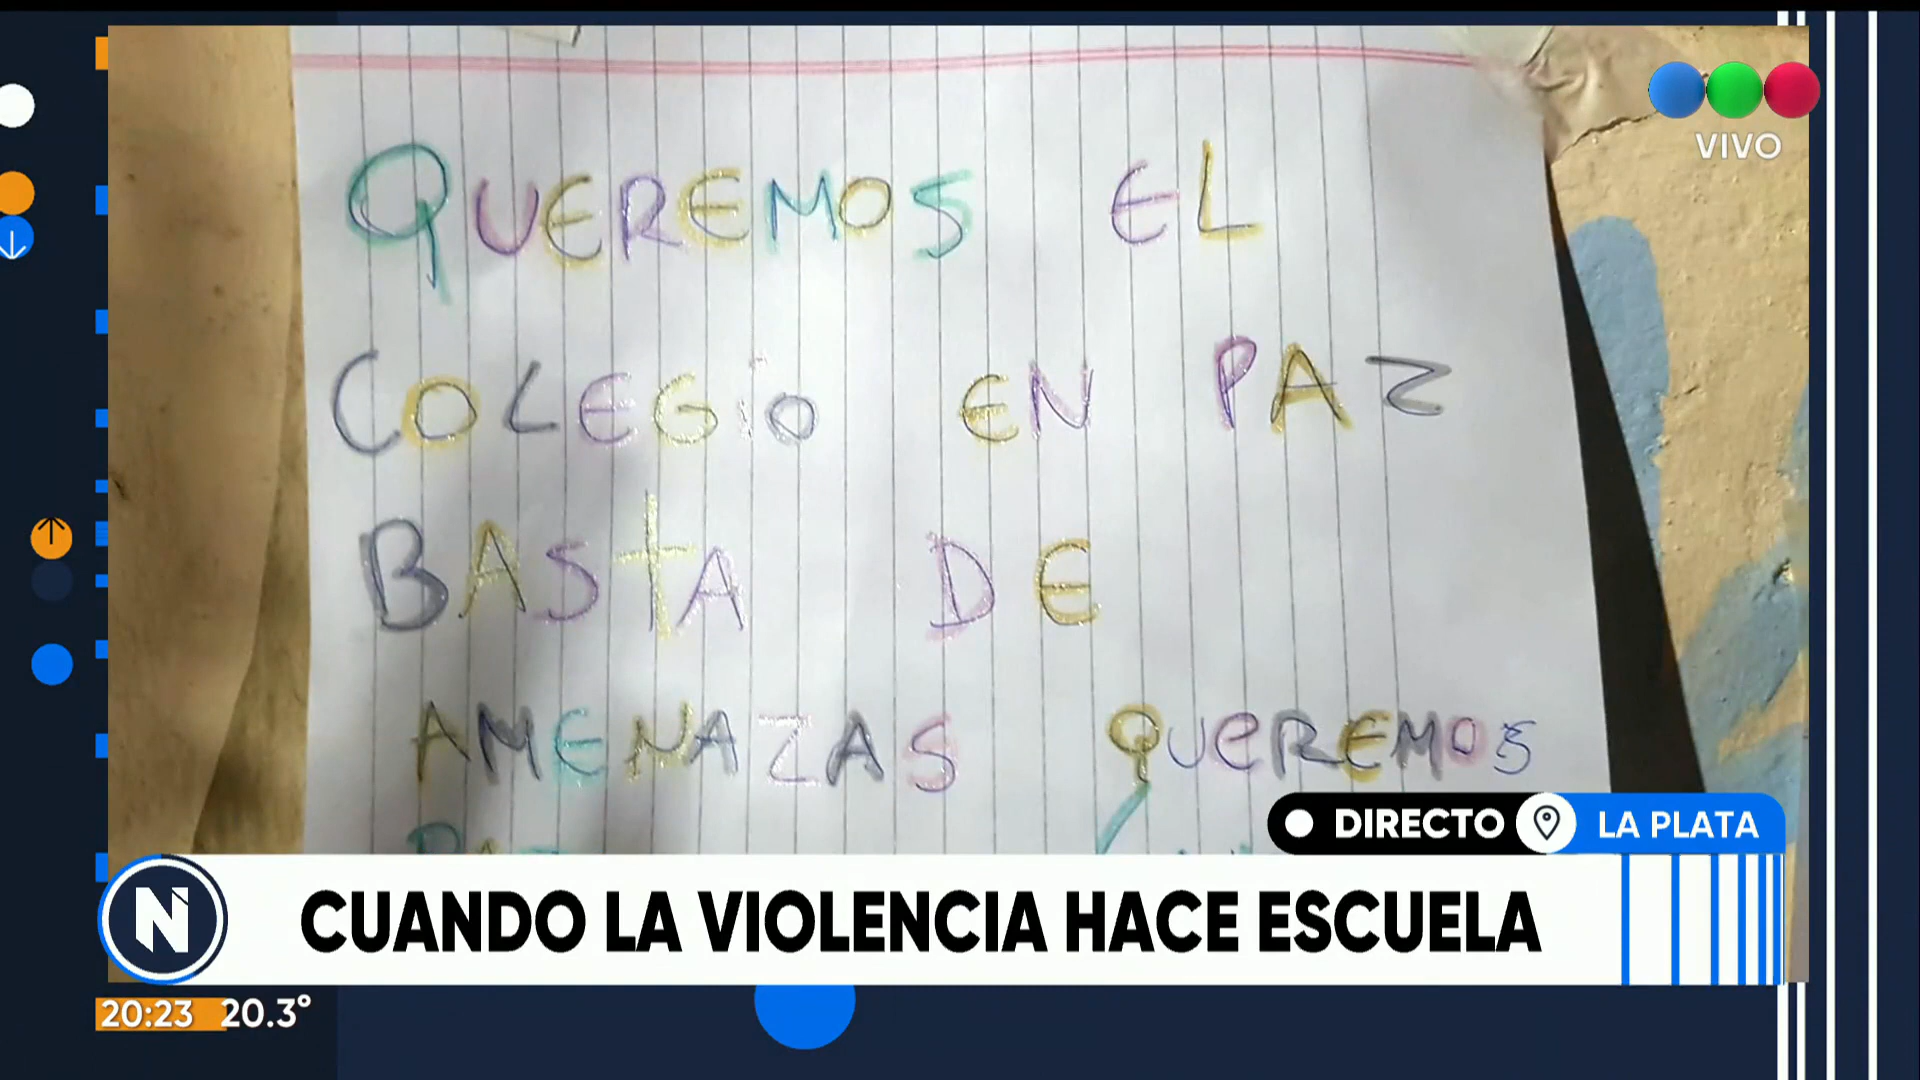 VIVO
QUEREMOS EL
COLEGIO EN PAZ
BASTA DE
AMENAZAS QUEREMOS
DIRECTO LA PLATA
N CUANDO LA VIOLENCIA HACE ESCUELA
20:23 20.3°